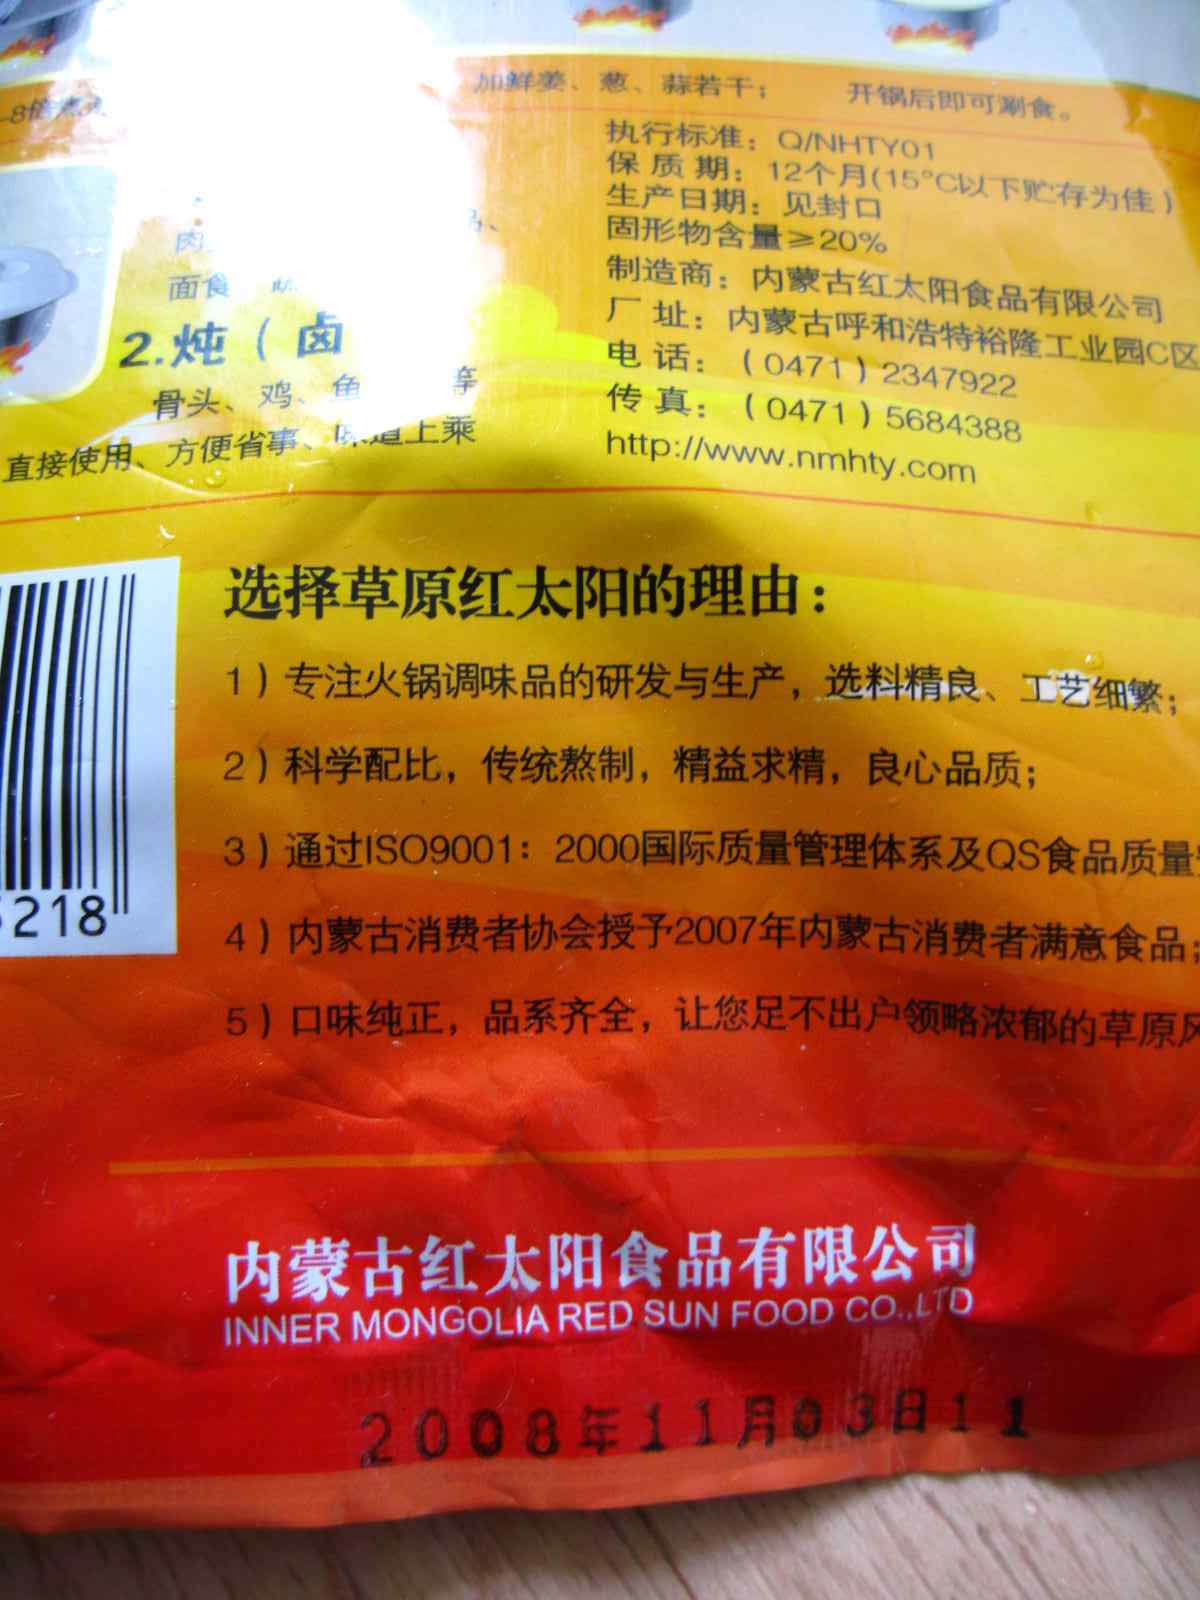 8倍
加鲜姜、葱、蒜若干； 开锅后即可涮食。
执行标准：Q/NHTY01
保质期：12个月(15°C以下贮存为佳)
生产日期：见封口
固形物含量≥20%
制造商：内蒙古红太阳食品有限公司
厂址：内蒙古呼和浩特裕隆工业园C区
电话：(0471)2347922
传真：(0471)5684388
http://www.nmhty.com
肉
面食
2.炖（卤
骨头、鸡、鱼 等
直接使用、方便省事、味道上乘
选择草原红太阳的理由：
1）专注火锅调味品的研发与生产，选料精良、工艺细繁；
2）科学配比，传统熬制，精益求精，良心品质；
3）通过ISO9001：2000国际质量管理体系及QS食品质量
4）内蒙古消费者协会授予2007年内蒙古消费者满意食品；
5）口味纯正，品系齐全，让您足不出户领略浓郁的草原风
5218
内蒙古红太阳食品有限公司
INNER MONGOLIA RED SUN FOOD CO.,LTD
2008年11月03日11